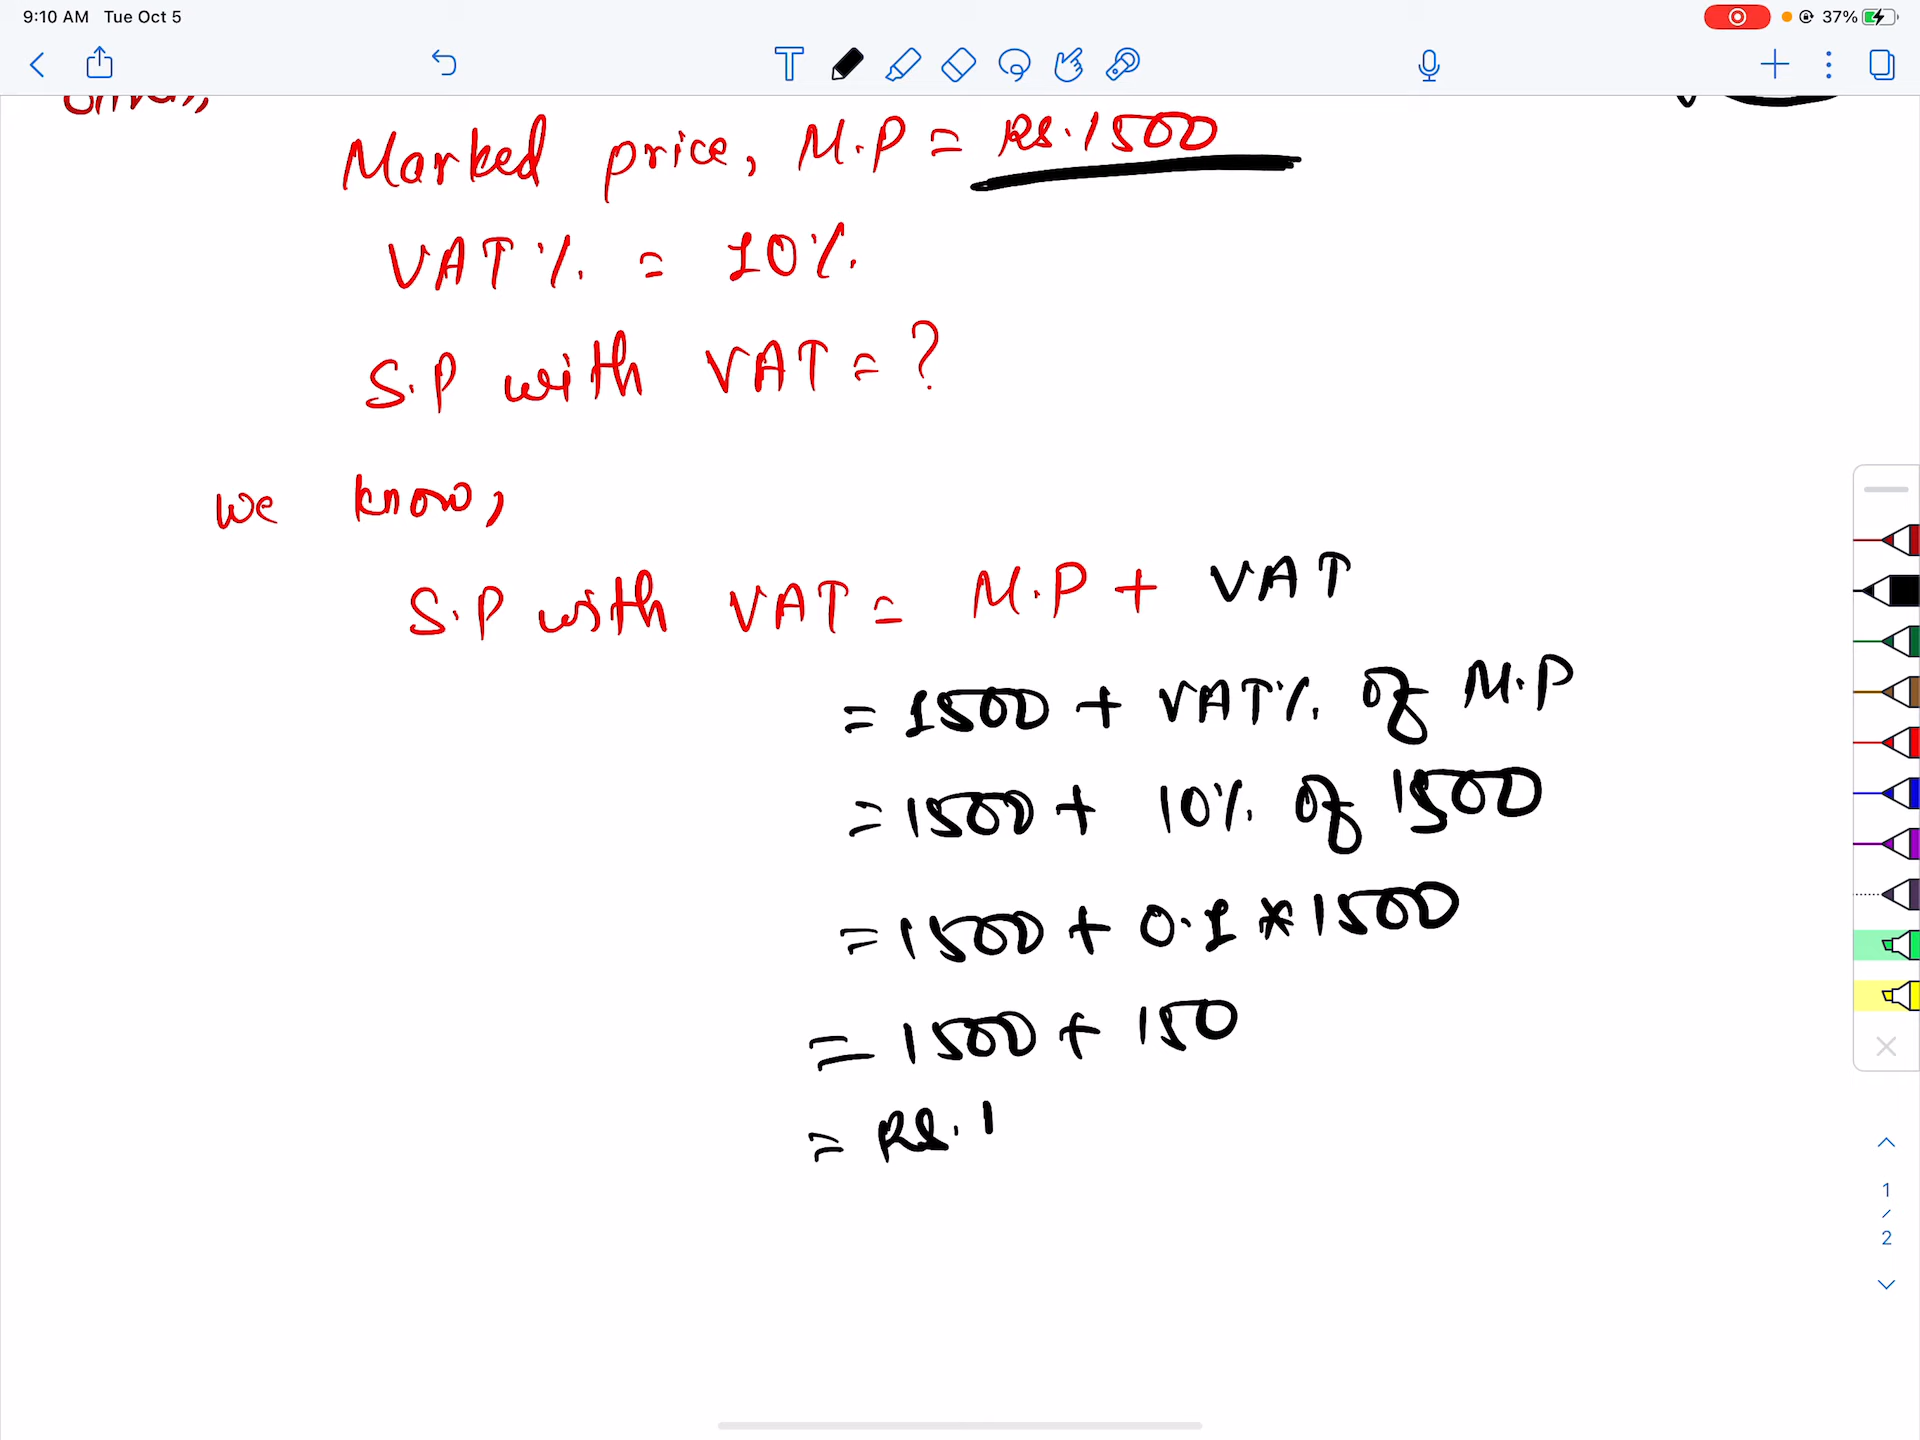 9:10 AM Tue Oct 5
37%
Marked price, M.P = Rs. 1500
VAT% = 10%
S.P with VAT = ?
we know,
S.P with VAT = M.P + VAT
= 1500 + VAT% of M.P
= 1500 + 10% of 1500
= 1500 + 0.1 * 1500
= 1500 + 150
= Rs. 1
1
/
2